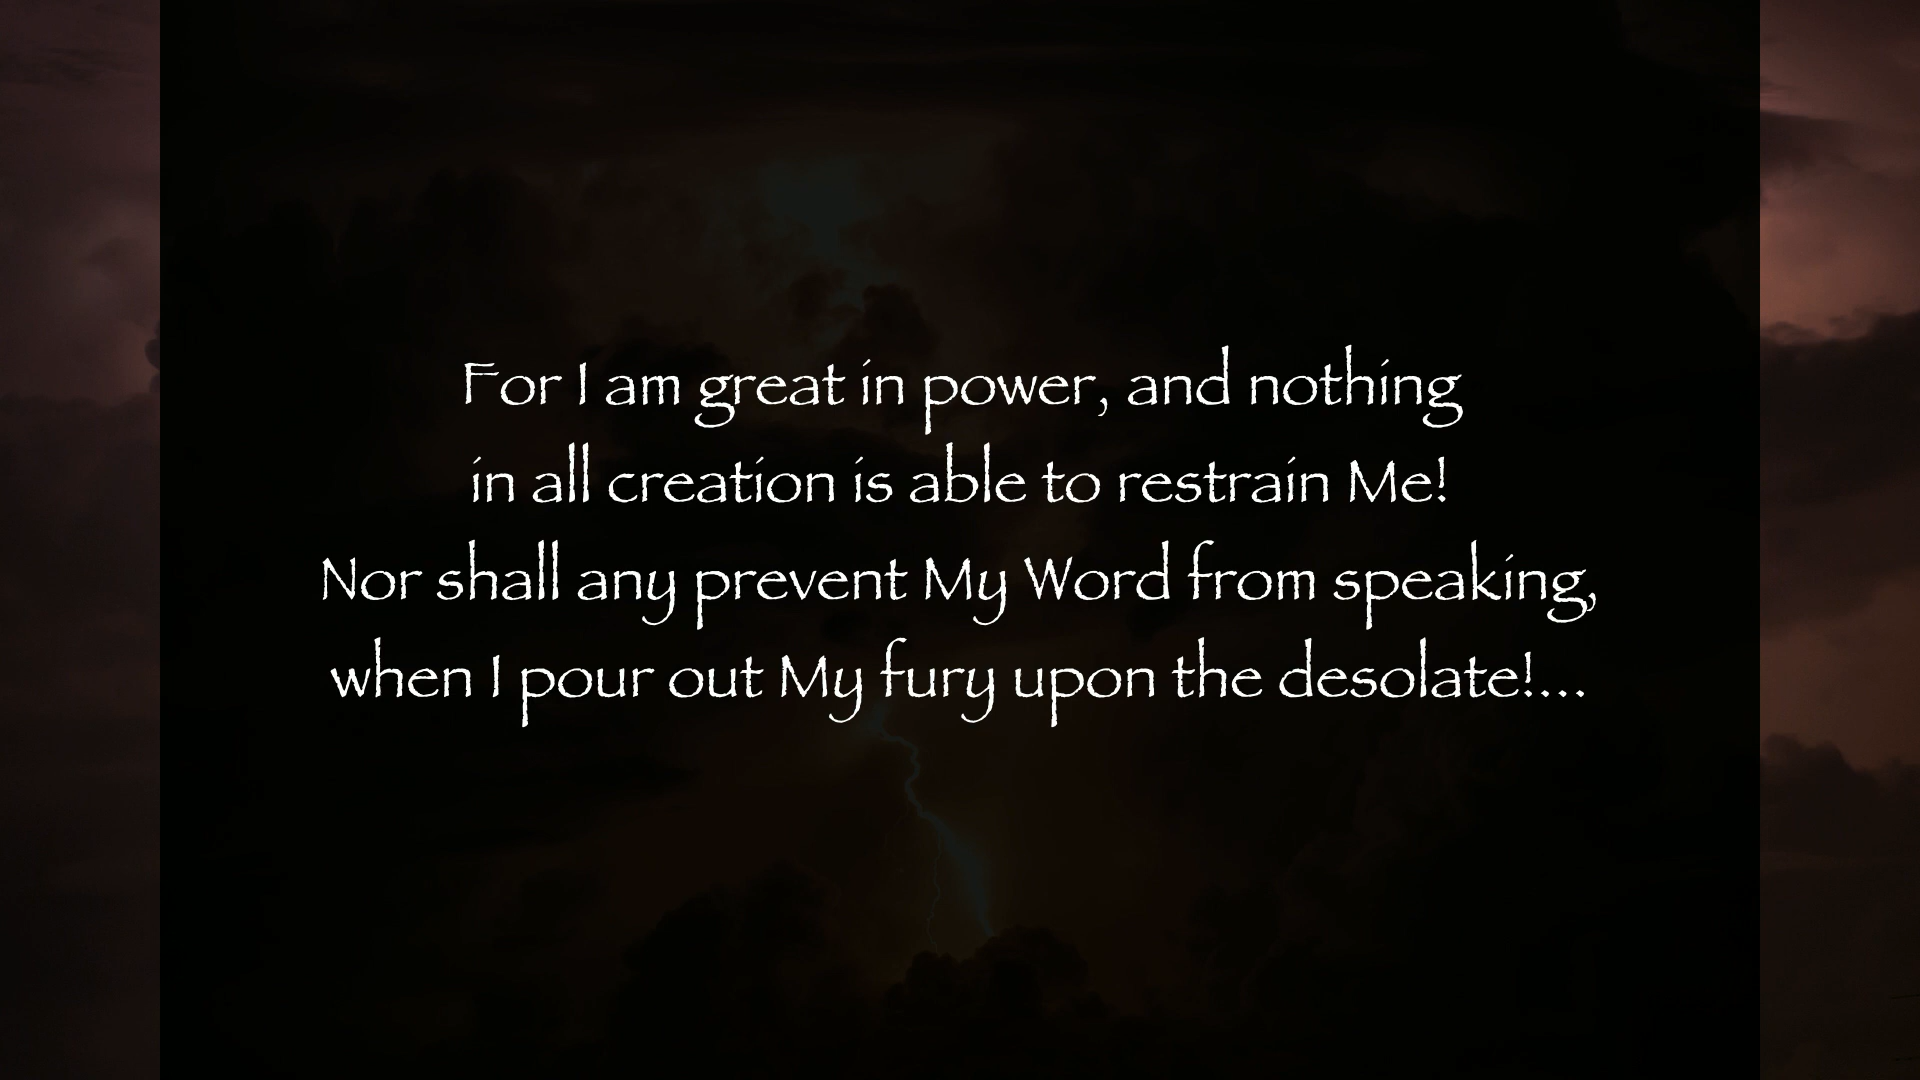 For I am great in power, and nothing
in all creation is able to restrain Me!
Nor shall any prevent My Word from speaking,
when I pour out My fury upon the desolate!...